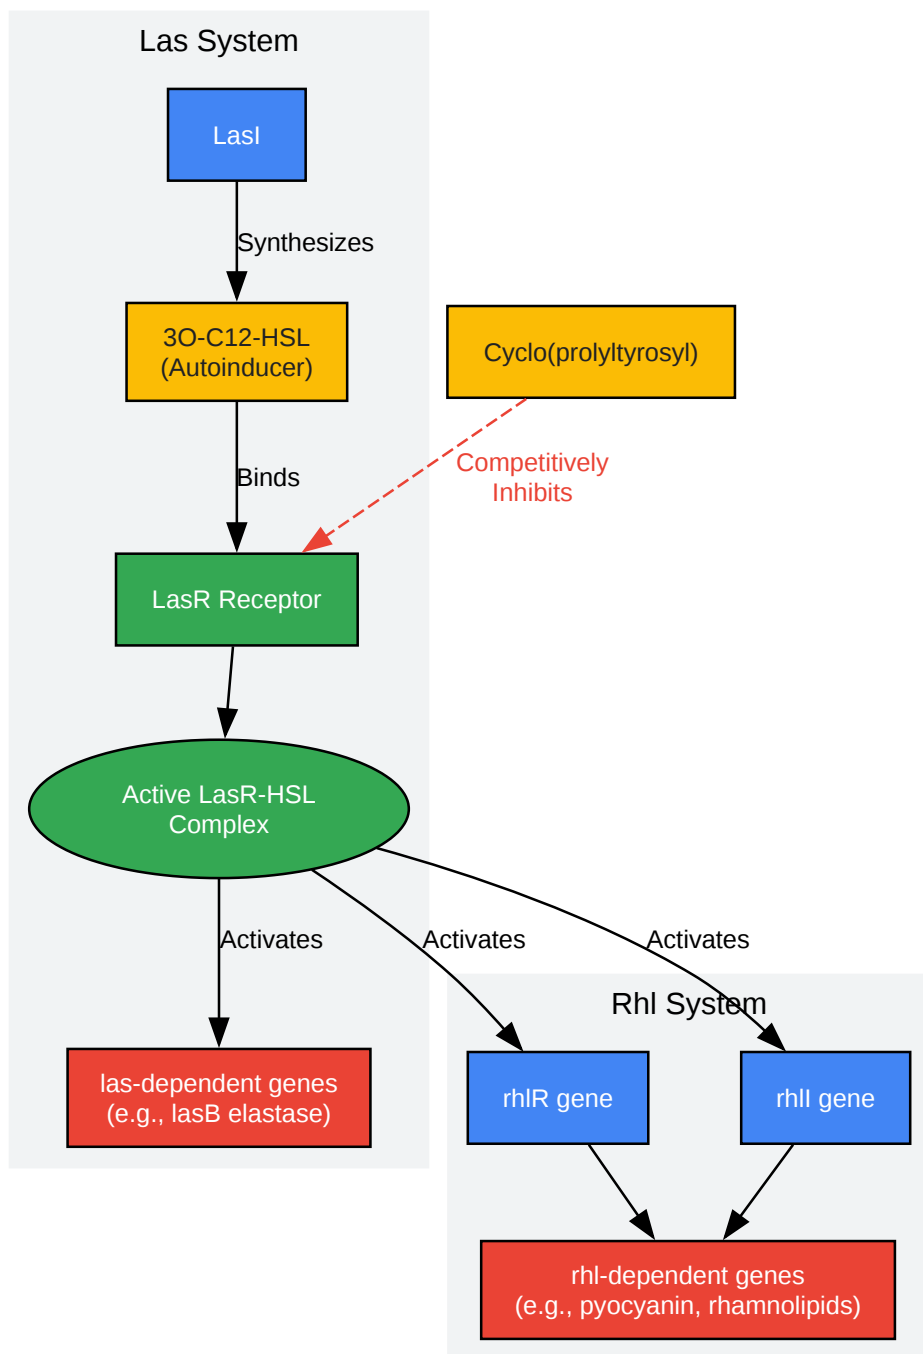 Las System
LasI
Synthesizes
3O-C12-HSL
(Autoinducer)
Cyclo(prolyltyrosyl)
Competitively
Inhibits
Binds
LasR Receptor
Active LasR-HSL
Complex
Activates
Activates
Activates
Rhl System
las-dependent genes
(e.g., lasB elastase)
rhlR gene
rhlI gene
rhl-dependent genes
(e.g., pyocyanin, rhamnolipids)